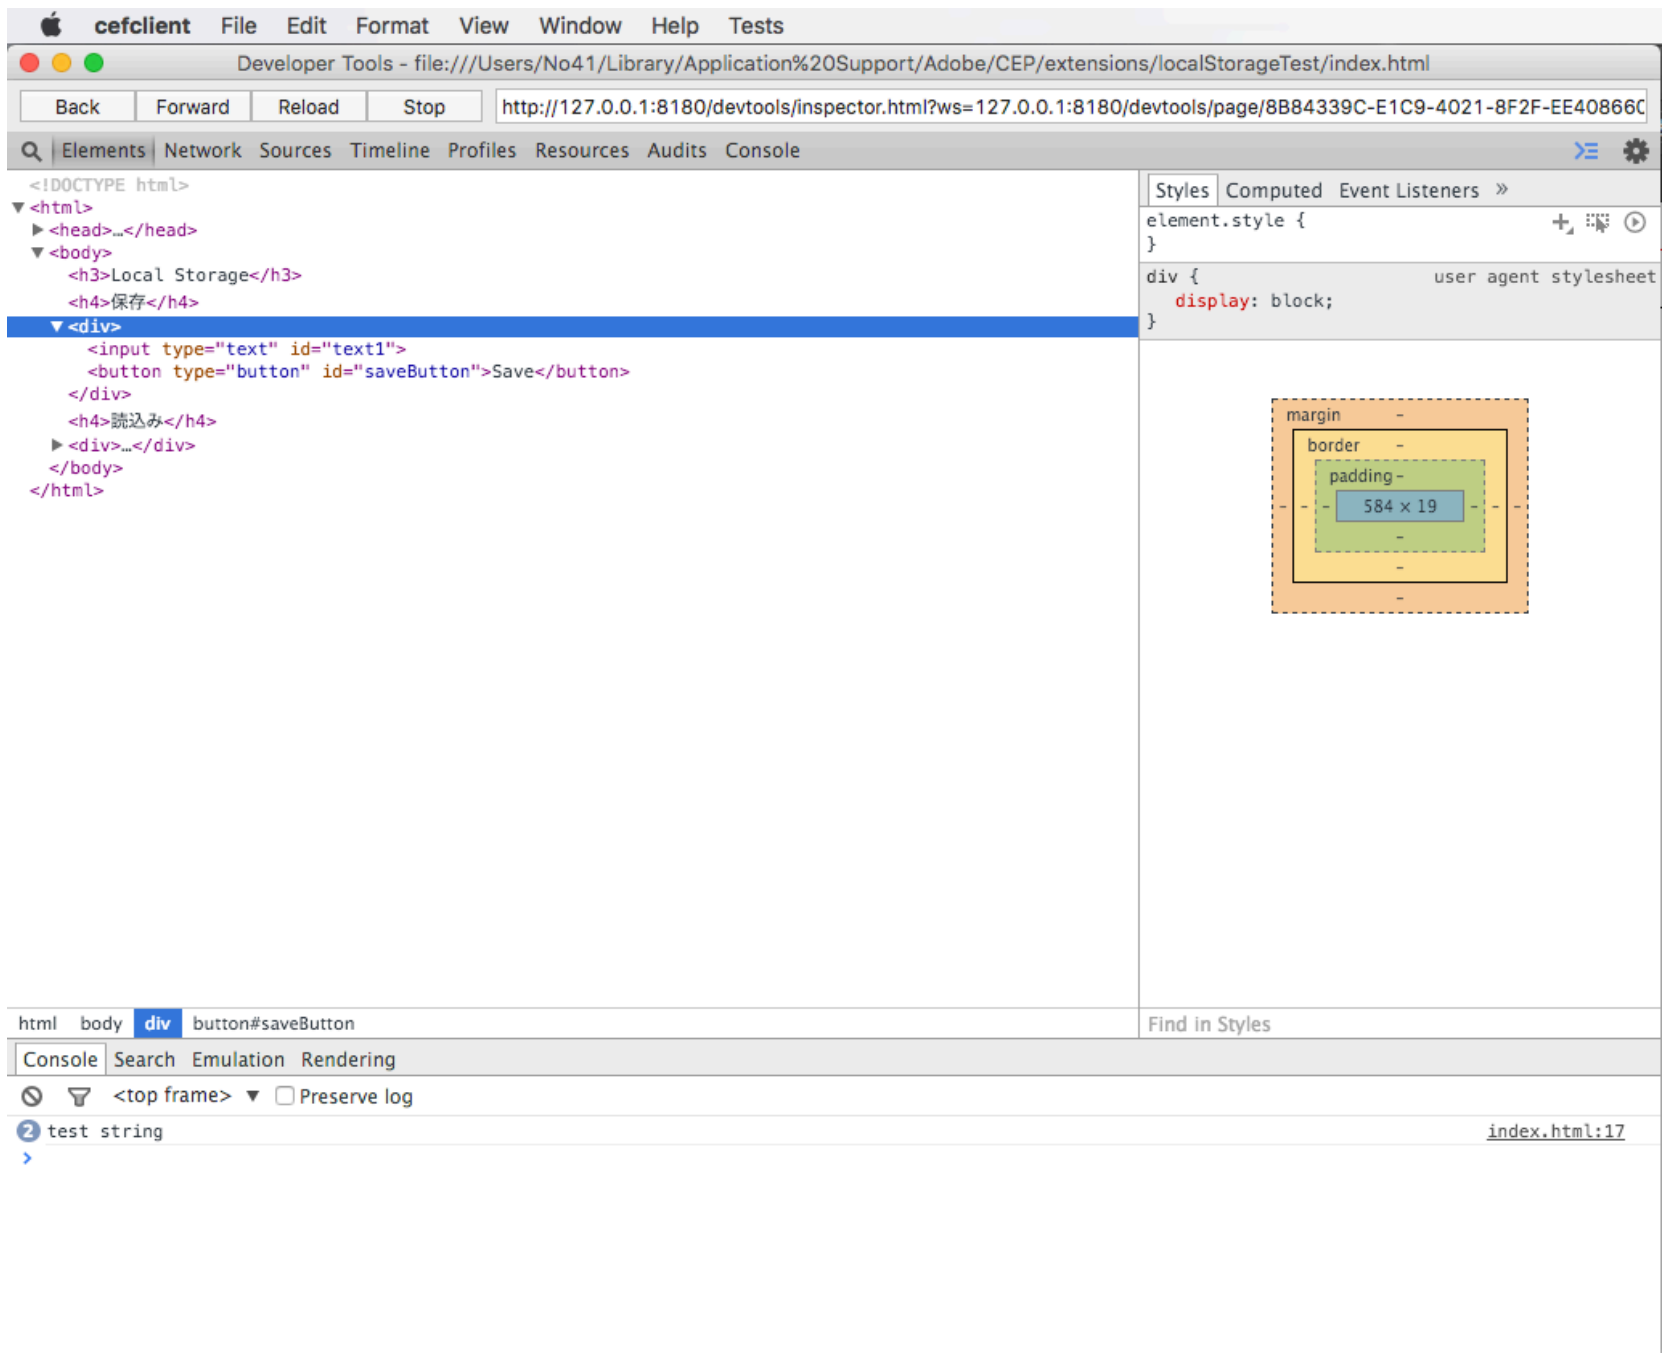 cefclient File Edit Format View Window Help Tests
Developer Tools - file:///Users/No41/Library/Application%20Support/Adobe/CEP/extensions/localStorageTest/index.html
Back Forward Reload Stop http://127.0.0.1:8180/devtools/inspector.html?ws=127.0.0.1:8180/devtools/page/8B84339C-E1C9-4021-8F2F-EE40866C
Elements Network Sources Timeline Profiles Resources Audits Console
<!DOCTYPE html>
▼<html>
▶<head>…</head>
▼<body>
<h3>Local Storage</h3>
<h4>保存</h4>
▼<div>
<input type="text" id="text1">
<button type="button" id="saveButton">Save</button>
</div>
<h4>読込み</h4>
▶<div>…</div>
</body>
</html>
Styles Computed Event Listeners »
element.style {
}
div { user agent stylesheet
display: block;
}
margin -
border -
padding -
- - - 584 × 19 - - -
-
-
-
html body div button#saveButton
Find in Styles
Console Search Emulation Rendering
<top frame> ▼ Preserve log
2 test string index.html:17
>